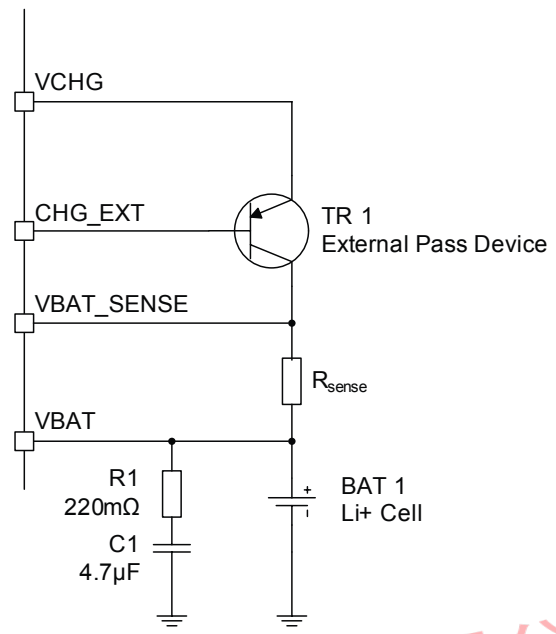 VCHG
CHG_EXT
TR 1
External Pass Device
VBAT_SENSE
Rsense
VBAT
R1
220mΩ
BAT 1
Li+ Cell
C1
4.7µF
+